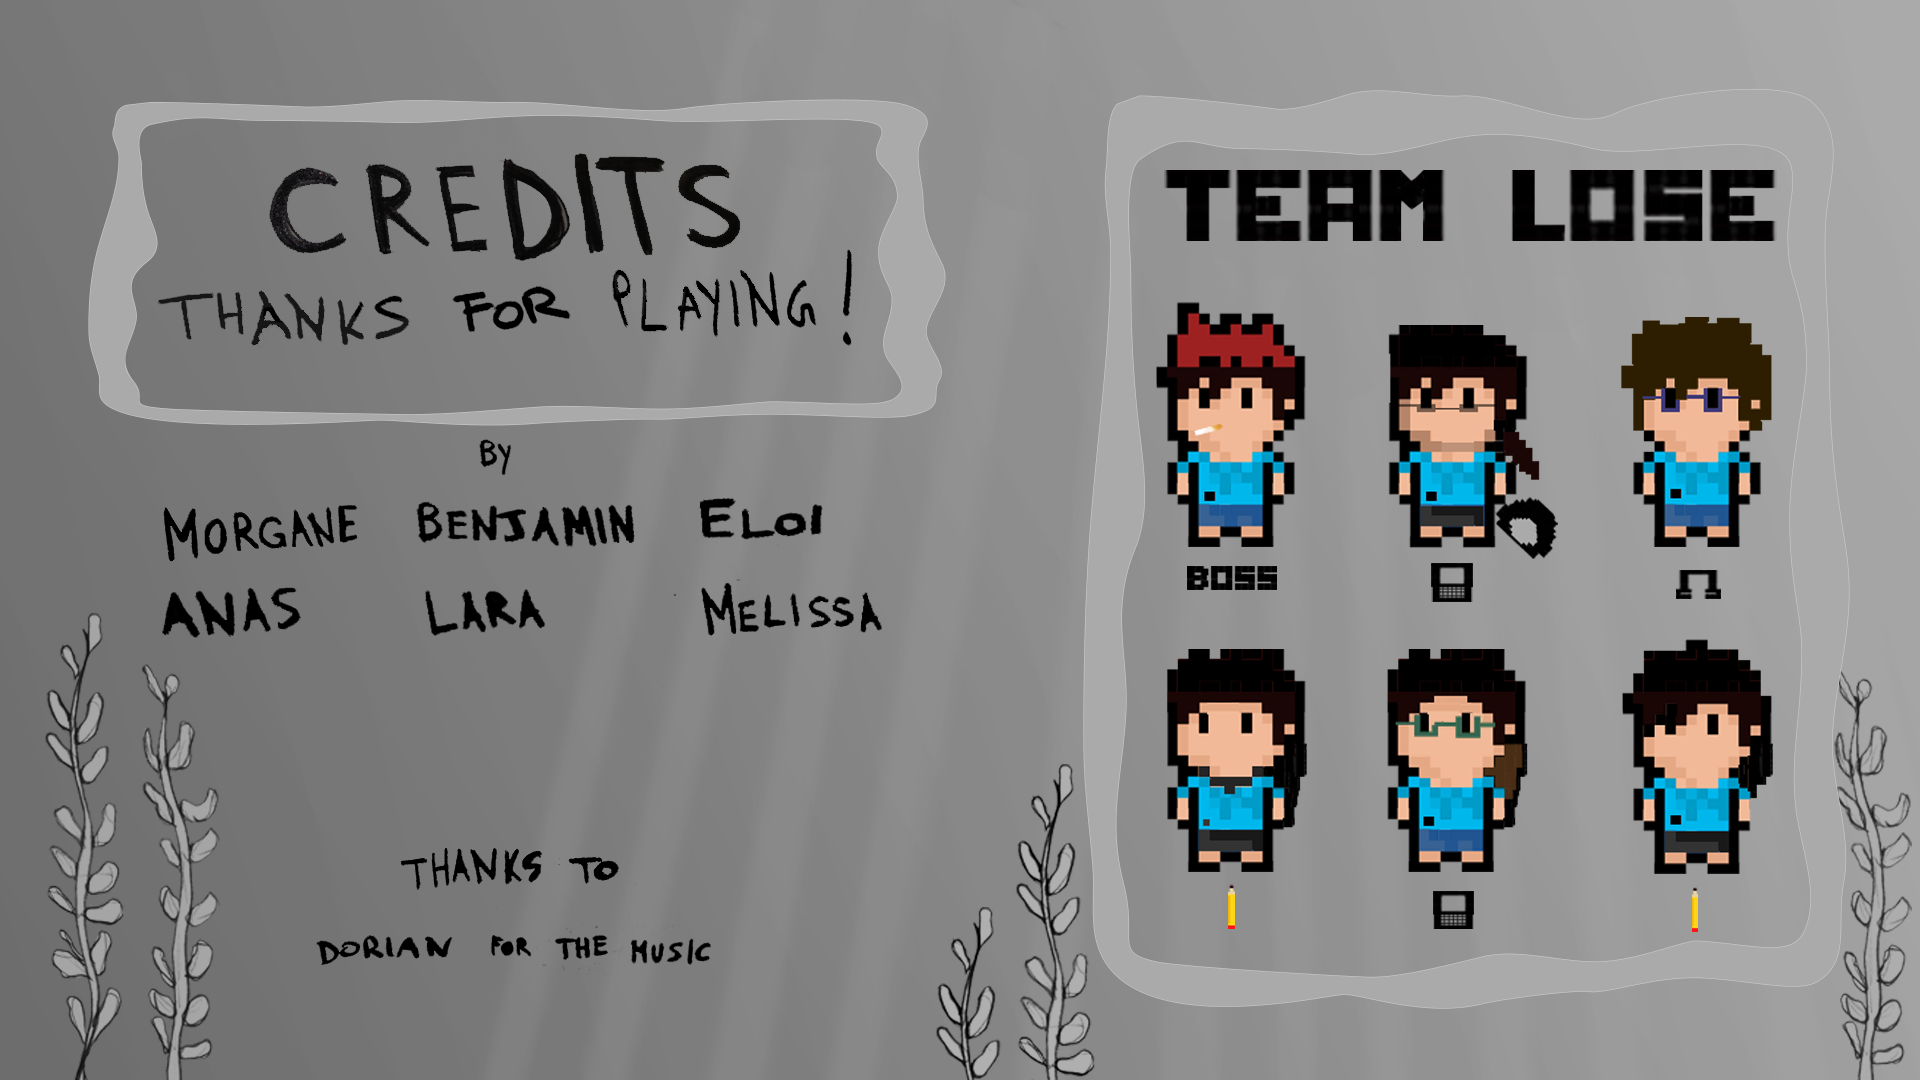 CREDITS
THANKS FOR PLAYING!
BY
MORGANE BENJAMIN ELOI
ANAS LARA MELISSA
THANKS TO
DORIAN FOR THE MUSIC
TEAM LOSE
BOSS